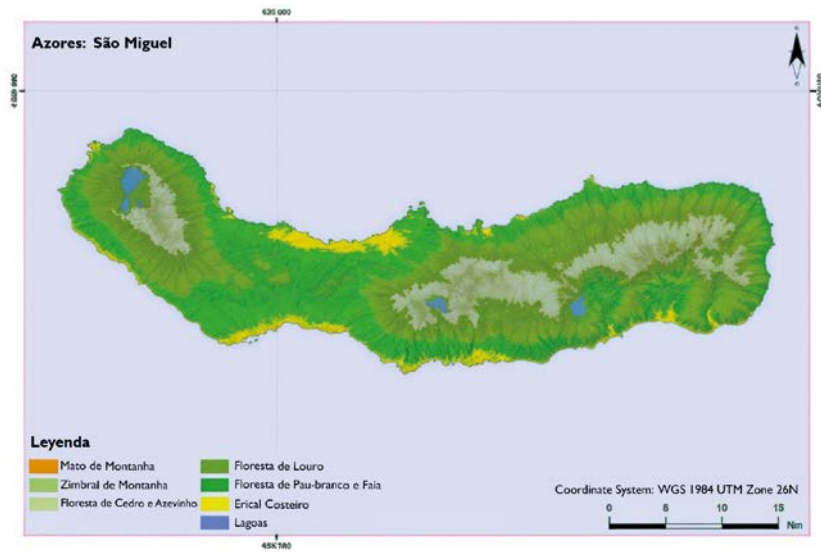 Azores: São Miguel
Leyenda
Mato de Montanha
Zimbral de Montanha
Floresta de Cedro e Azevinho
Floresta de Louro
Floresta de Pau-branco e Faia
Erical Costeiro
Lagoas
Coordinate System: WGS 1984 UTM Zone 26N
0 5 10 15
Nm